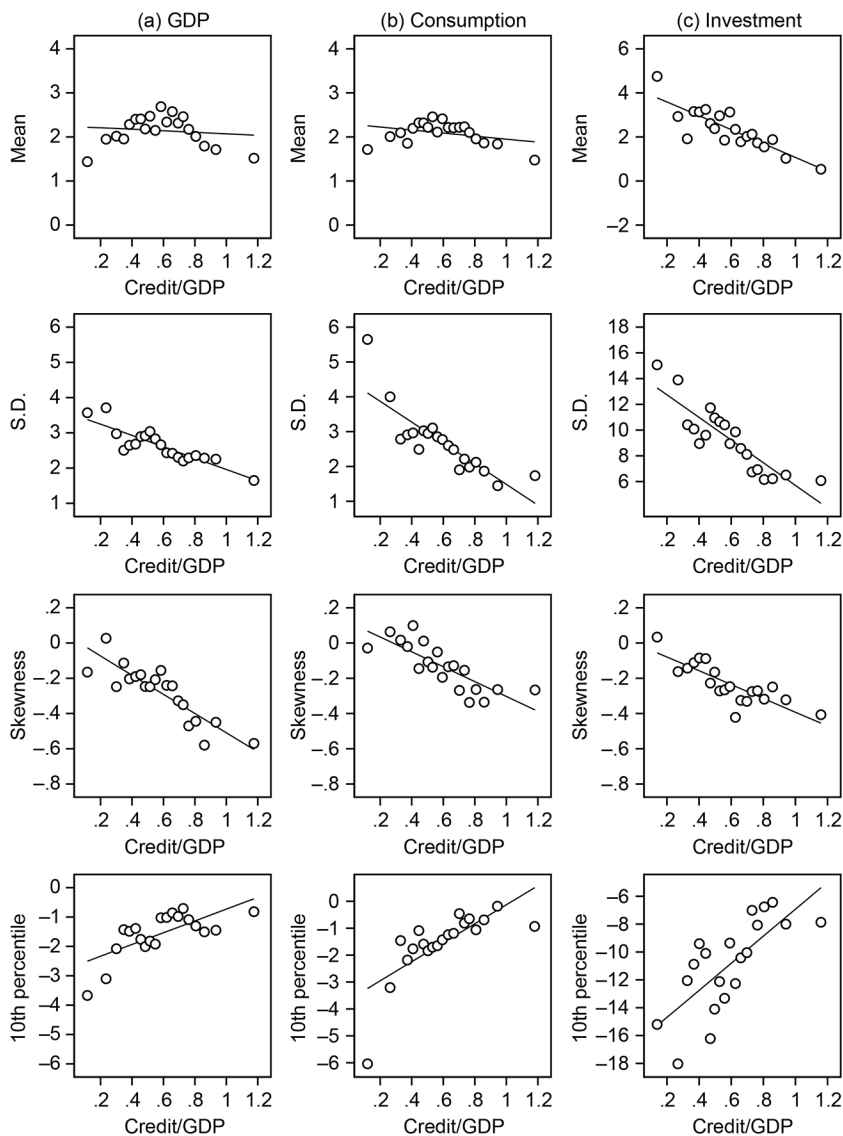 (a) GDP (b) Consumption (c) Investment
Mean
4
3
2
1
0
.2 .4 .6 .8 1 1.2
Credit/GDP
Mean
4
3
2
1
0
.2 .4 .6 .8 1 1.2
Credit/GDP
Mean
6
4
2
0
–2
.2 .4 .6 .8 1 1.2
Credit/GDP
S.D.
6
5
4
3
2
1
.2 .4 .6 .8 1 1.2
Credit/GDP
S.D.
6
5
4
3
2
1
.2 .4 .6 .8 1 1.2
Credit/GDP
S.D.
18
16
14
12
10
8
6
.2 .4 .6 .8 1 1.2
Credit/GDP
Skewness
.2
0
–.2
–.4
–.6
–.8
.2 .4 .6 .8 1 1.2
Credit/GDP
Skewness
.2
0
–.2
–.4
–.6
–.8
.2 .4 .6 .8 1 1.2
Credit/GDP
Skewness
.2
0
–.2
–.4
–.6
–.8
.2 .4 .6 .8 1 1.2
Credit/GDP
10th percentile
0
–1
–2
–3
–4
–5
–6
.2 .4 .6 .8 1 1.2
Credit/GDP
10th percentile
0
–1
–2
–3
–4
–5
–6
.2 .4 .6 .8 1 1.2
Credit/GDP
10th percentile
–6
–8
–10
–12
–14
–16
–18
.2 .4 .6 .8 1 1.2
Credit/GDP